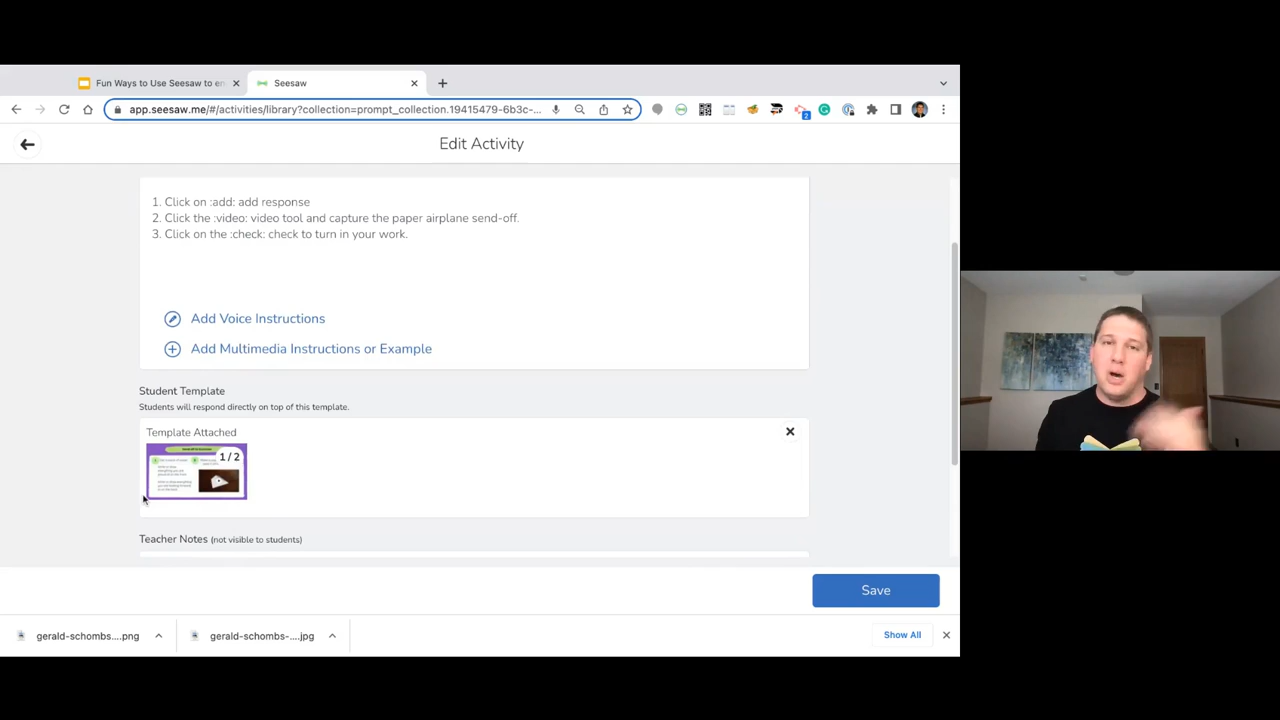 Fun Ways to Use Seesaw to en
Seesaw
app.seesaw.me/#/activities/library?collection=prompt_collection.19415479-6b3c-...
2
Edit Activity
1. Click on :add: add response
2. Click the :video: video tool and capture the paper airplane send-off.
3. Click on the :check: check to turn in your work.
Add Voice Instructions
Add Multimedia Instructions or Example
Student Template
Students will respond directly on top of this template.
Template Attached
1 / 2
Teacher Notes (not visible to students)
Save
gerald-schombs....png
gerald-schombs-....jpg
Show All